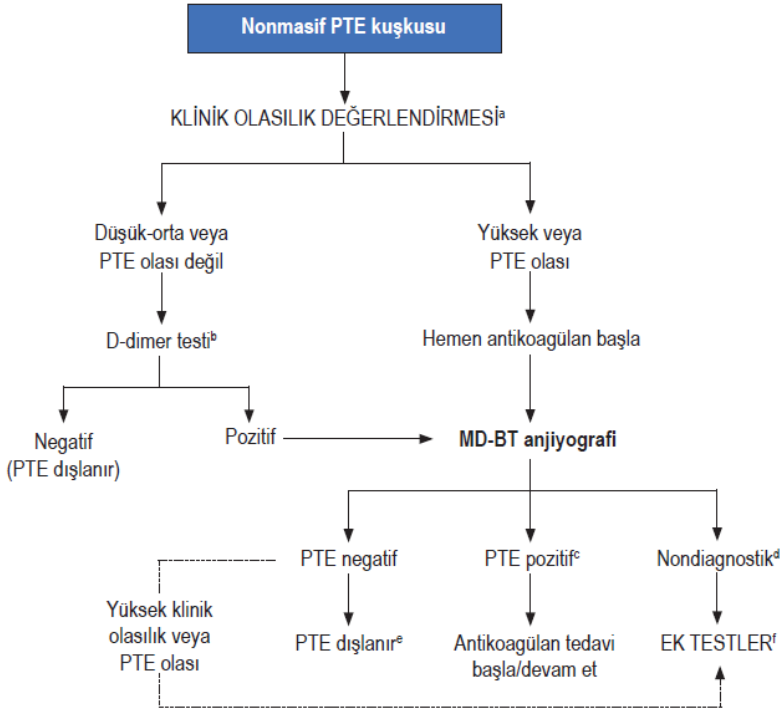 Nonmasif PTE kuşkusu
KLİNİK OLASILIK DEĞERLENDİRMESİᵃ
Düşük-orta veya
PTE olası değil
Yüksek veya
PTE olası
D-dimer testiᵇ
Hemen antikoagülan başla
Negatif
(PTE dışlanır)
Pozitif
MD-BT anjiyografi
PTE negatif
PTE pozitifᶜ
Nondiagnostikᵈ
Yüksek klinik
olasılık veya
PTE olası
PTE dışlanırᵉ
Antikoagülan tedavi
başla/devam et
EK TESTLERᶠ